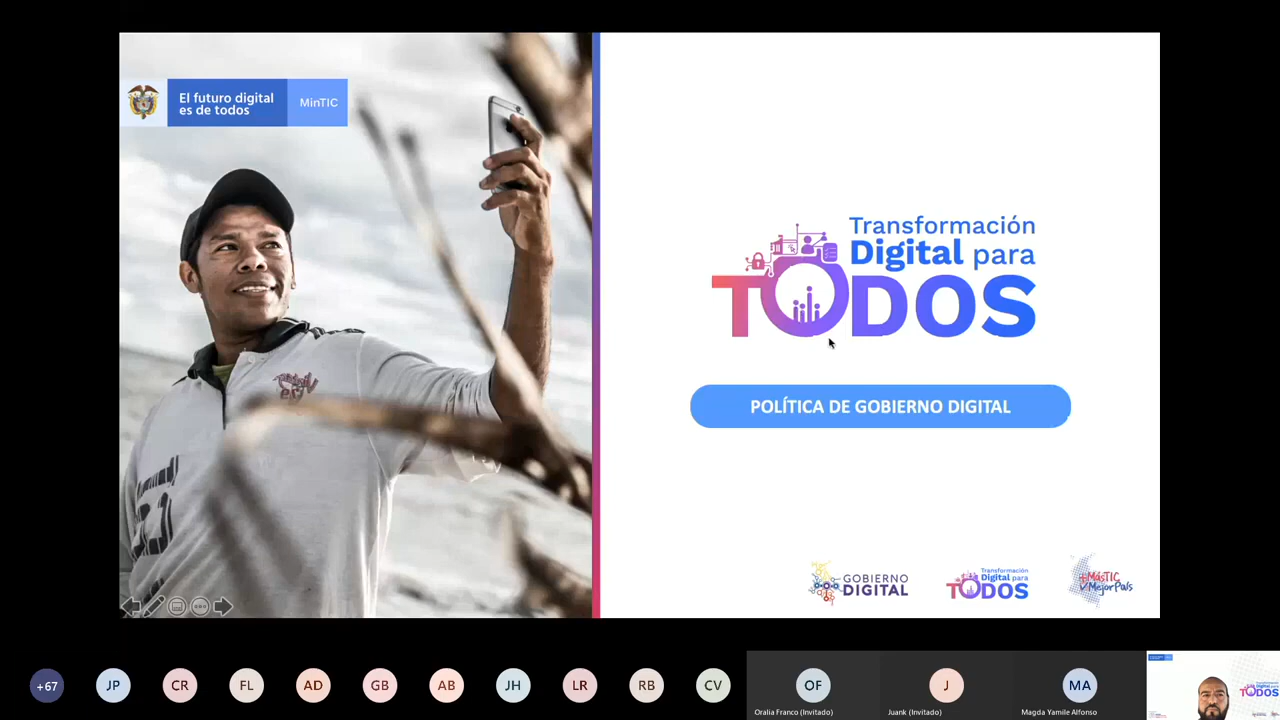 El futuro digital
es de todos
MinTIC
Transformación
Digital para
TODOS
POLÍTICA DE GOBIERNO DIGITAL
GOBIERNO
DIGITAL
Transformación
Digital para
TODOS
+MásTIC
MejorPaís
+67
JP
CR
FL
AD
GB
AB
JH
LR
RB
CV
OF
J
MA
Oralia Franco (Invitado)
Juank (Invitado)
Magda Yamile Alfonso